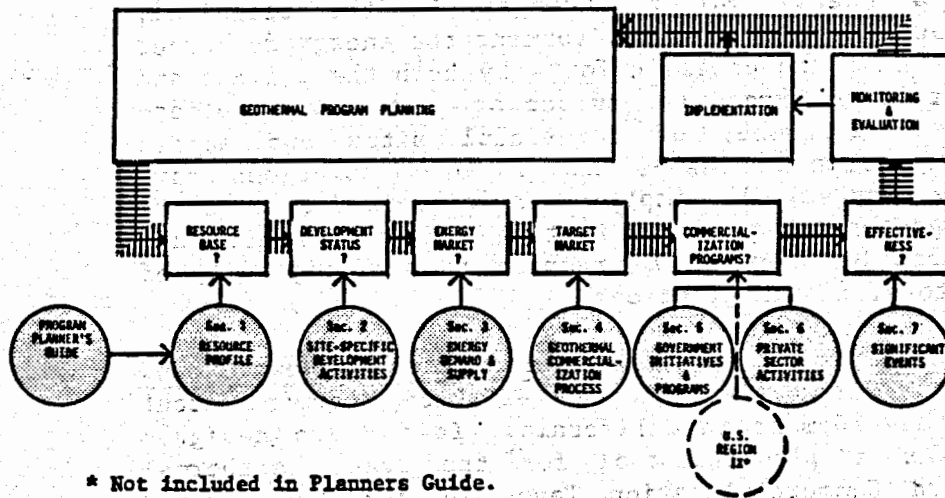 GEOTHERMAL PROGRAM PLANNING
IMPLEMENTATION
MONITORING
&
EVALUATION
RESOURCE
BASE
?
DEVELOPMENT
STATUS
?
ENERGY
MARKET
?
TARGET
MARKET
?
COMMERCIAL-
IZATION
PROGRAMS?
EFFECTIVE-
NESS
?
PROGRAM
PLANNER'S
GUIDE
Sec. 1
RESOURCE
PROFILE
Sec. 2
SITE-SPECIFIC
DEVELOPMENT
ACTIVITIES
Sec. 3
ENERGY
DEMAND &
SUPPLY
Sec. 4
GEOTHERMAL
COMMERCIAL-
IZATION
PROCESS
Sec. 5
GOVERNMENT
INITIATIVES
& PROGRAMS
Sec. 6
PRIVATE
SECTOR
ACTIVITIES
Sec. 7
SIGNIFICANT
EVENTS
U.S.
REGION
IX*
* Not included in Planners Guide.